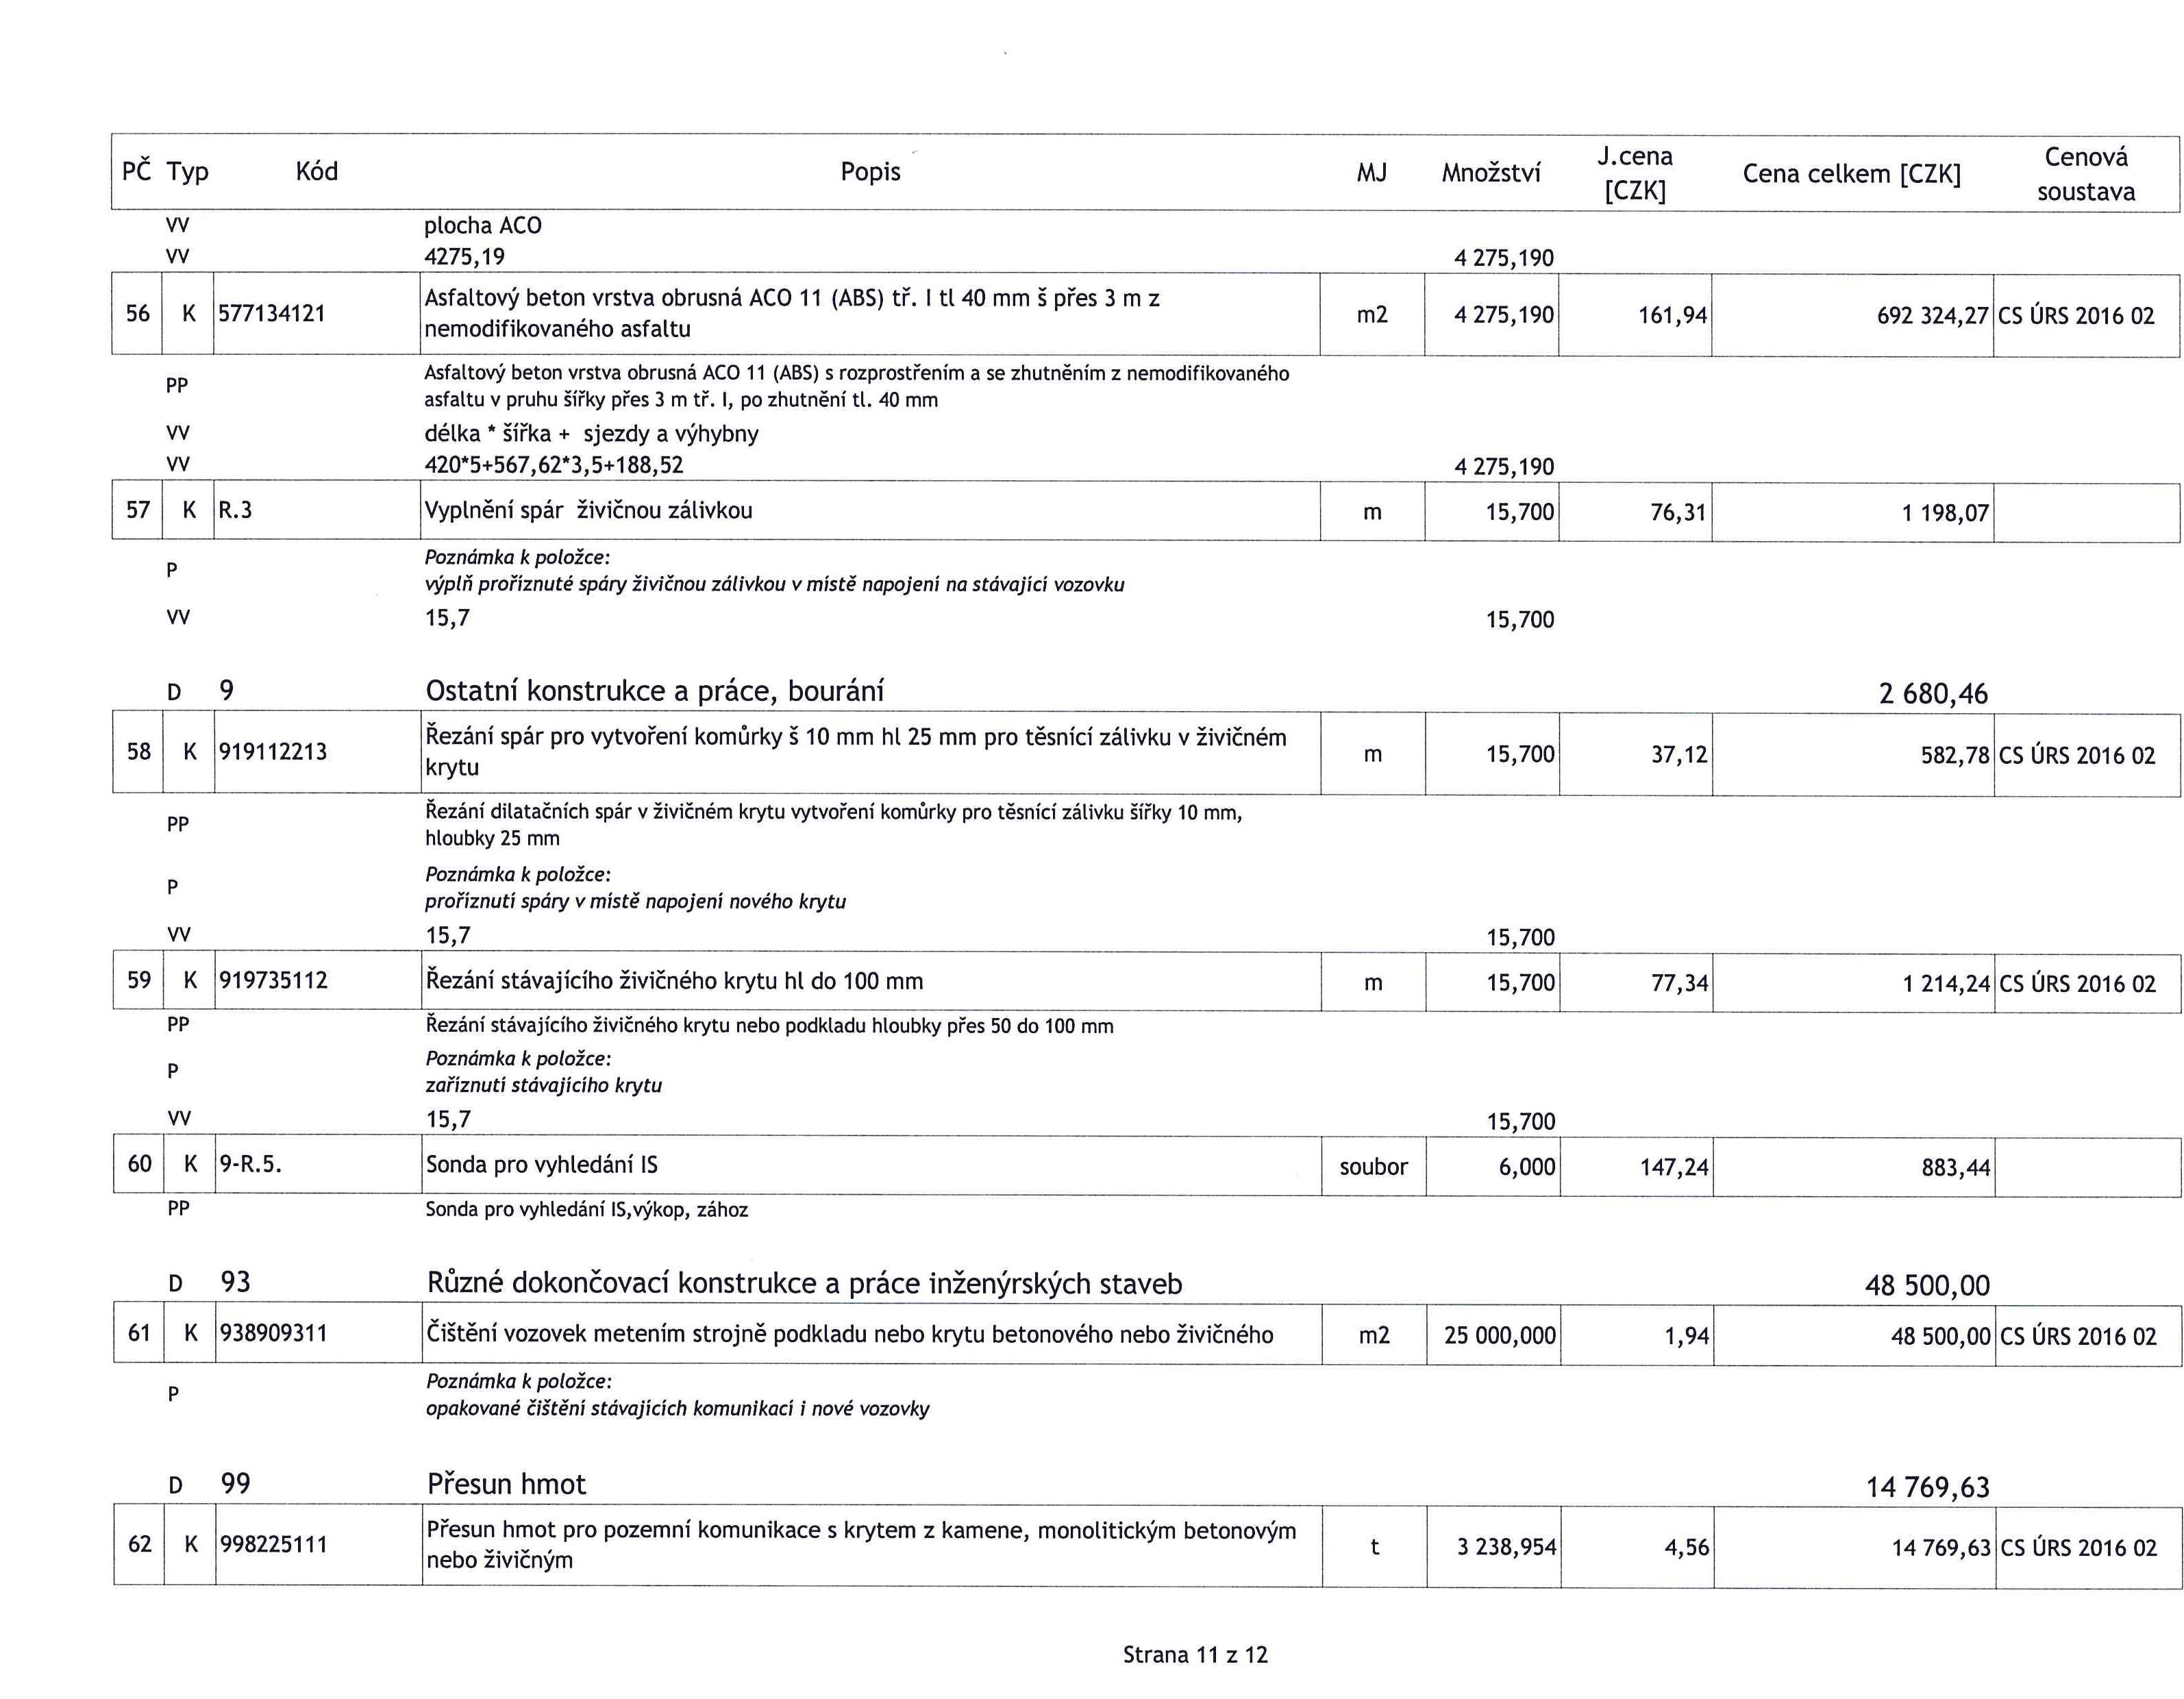 PČ Typ Kód Popis MJ Množství J.cena [CZK] Cena celkem [CZK] Cenová soustava
VV plocha ACO
VV 4275,19 4 275,190
56 K 577134121 Asfaltový beton vrstva obrusná ACO 11 (ABS) tř. I tl 40 mm š přes 3 m z nemodifikovaného asfaltu m2 4 275,190 161,94 692 324,27 CS ÚRS 2016 02
PP Asfaltový beton vrstva obrusná ACO 11 (ABS) s rozprostřením a se zhutněním z nemodifikovaného
asfaltu v pruhu šířky přes 3 m tř. I, po zhutnění tl. 40 mm
VV délka * šířka + sjezdy a výhybny
VV 420*5+567,62*3,5+188,52 4 275,190
57 K R.3 Vyplnění spár živičnou zálivkou m 15,700 76,31 1 198,07
P Poznámka k položce:
výplň proříznuté spáry živičnou zálivkou v místě napojení na stávající vozovku
VV 15,7 15,700
D 9 Ostatní konstrukce a práce, bourání 2 680,46
58 K 919112213 Řezání spár pro vytvoření komůrky š 10 mm hl 25 mm pro těsnící zálivku v živičném krytu m 15,700 37,12 582,78 CS ÚRS 2016 02
PP Řezání dilatačních spár v živičném krytu vytvoření komůrky pro těsnící zálivku šířky 10 mm,
hloubky 25 mm
P Poznámka k položce:
proříznutí spáry v místě napojení nového krytu
VV 15,7 15,700
59 K 919735112 Řezání stávajícího živičného krytu hl do 100 mm m 15,700 77,34 1 214,24 CS ÚRS 2016 02
PP Řezání stávajícího živičného krytu nebo podkladu hloubky přes 50 do 100 mm
P Poznámka k položce:
zaříznutí stávajícího krytu
VV 15,7 15,700
60 K 9-R.5. Sonda pro vyhledání IS soubor 6,000 147,24 883,44
PP Sonda pro vyhledání IS,výkop, zához
D 93 Různé dokončovací konstrukce a práce inženýrských staveb 48 500,00
61 K 938909311 Čištění vozovek metením strojně podkladu nebo krytu betonového nebo živičného m2 25 000,000 1,94 48 500,00 CS ÚRS 2016 02
P Poznámka k položce:
opakované čištění stávajících komunikací i nové vozovky
D 99 Přesun hmot 14 769,63
62 K 998225111 Přesun hmot pro pozemní komunikace s krytem z kamene, monolitickým betonovým nebo živičným t 3 238,954 4,56 14 769,63 CS ÚRS 2016 02
Strana 11 z 12